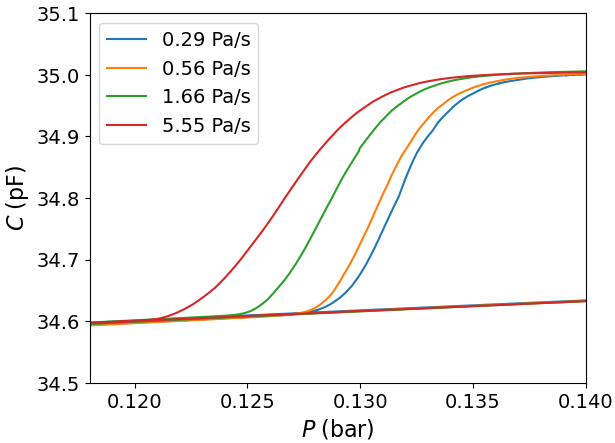 35.1
35.0
34.9
34.8
34.7
34.6
34.5
C (pF)
0.29 Pa/s
0.56 Pa/s
1.66 Pa/s
5.55 Pa/s
0.120 0.125 0.130 0.135 0.140
P (bar)